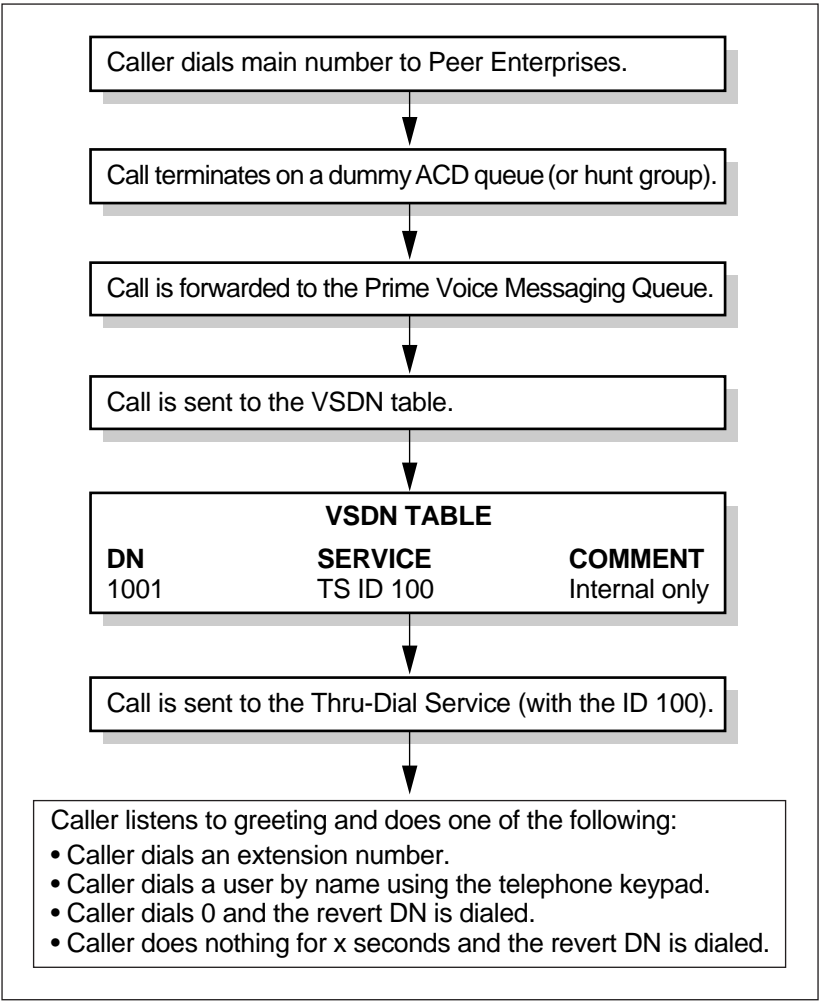 Caller dials main number to Peer Enterprises.
Call terminates on a dummy ACD queue (or hunt group).
Call is forwarded to the Prime Voice Messaging Queue.
Call is sent to the VSDN table.
VSDN TABLE
DN SERVICE COMMENT
1001 TS ID 100 Internal only
Call is sent to the Thru-Dial Service (with the ID 100).
Caller listens to greeting and does one of the following:
• Caller dials an extension number.
• Caller dials a user by name using the telephone keypad.
• Caller dials 0 and the revert DN is dialed.
• Caller does nothing for x seconds and the revert DN is dialed.